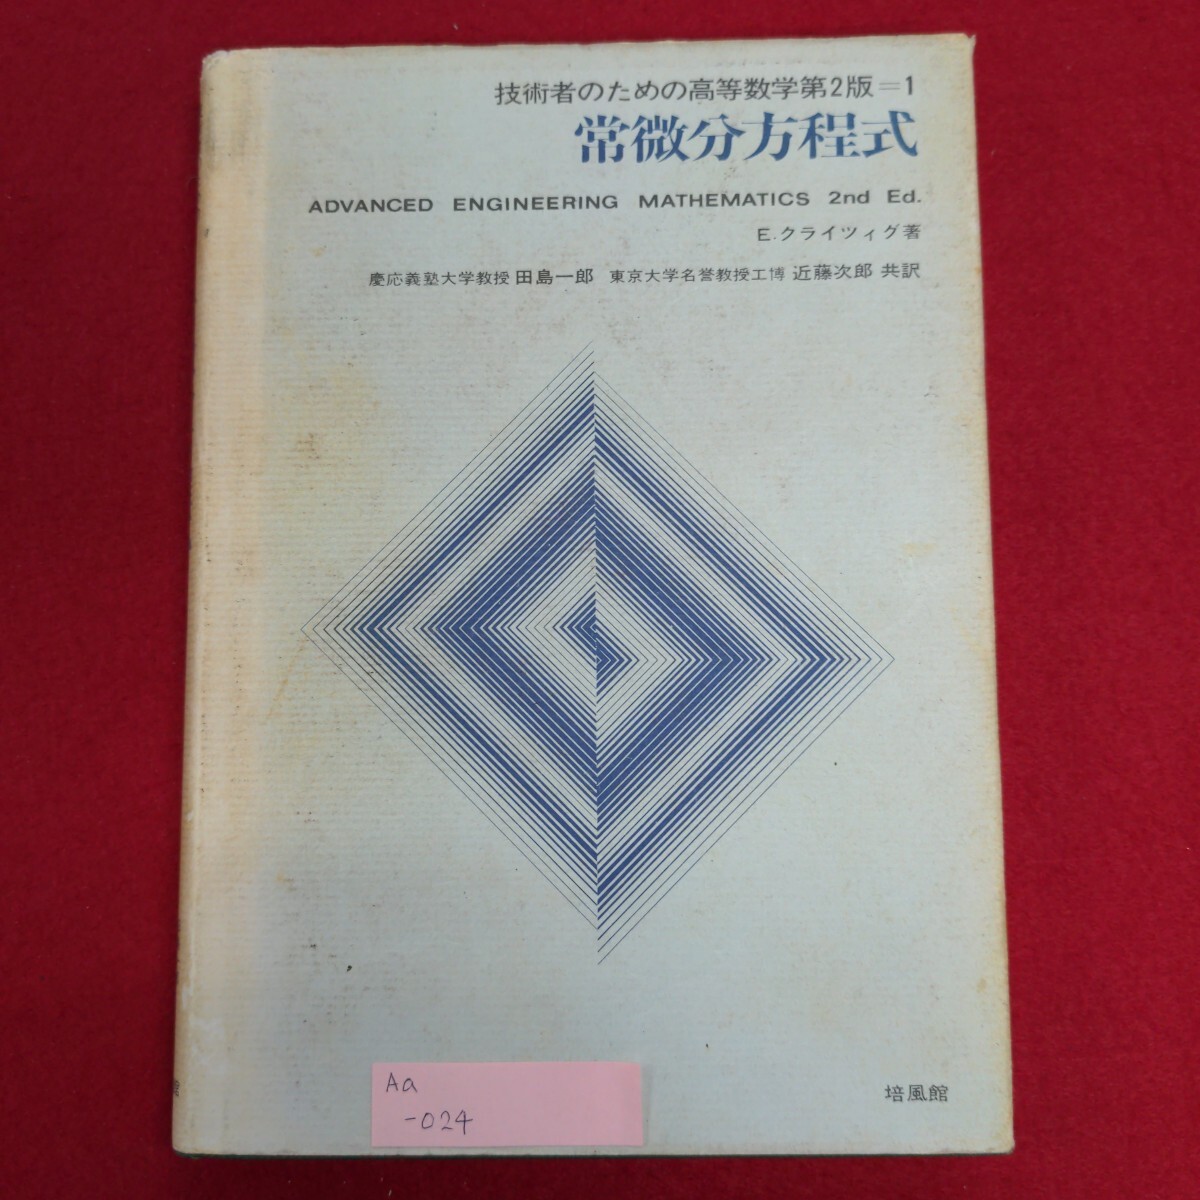 技術者のための高等数学第2版=1
常微分方程式
ADVANCED ENGINEERING MATHEMATICS 2nd Ed.
E.クライツィグ著
慶応義塾大学教授 田島一郎 東京大学名誉教授工博 近藤次郎 共訳
培風館
Aa
-024